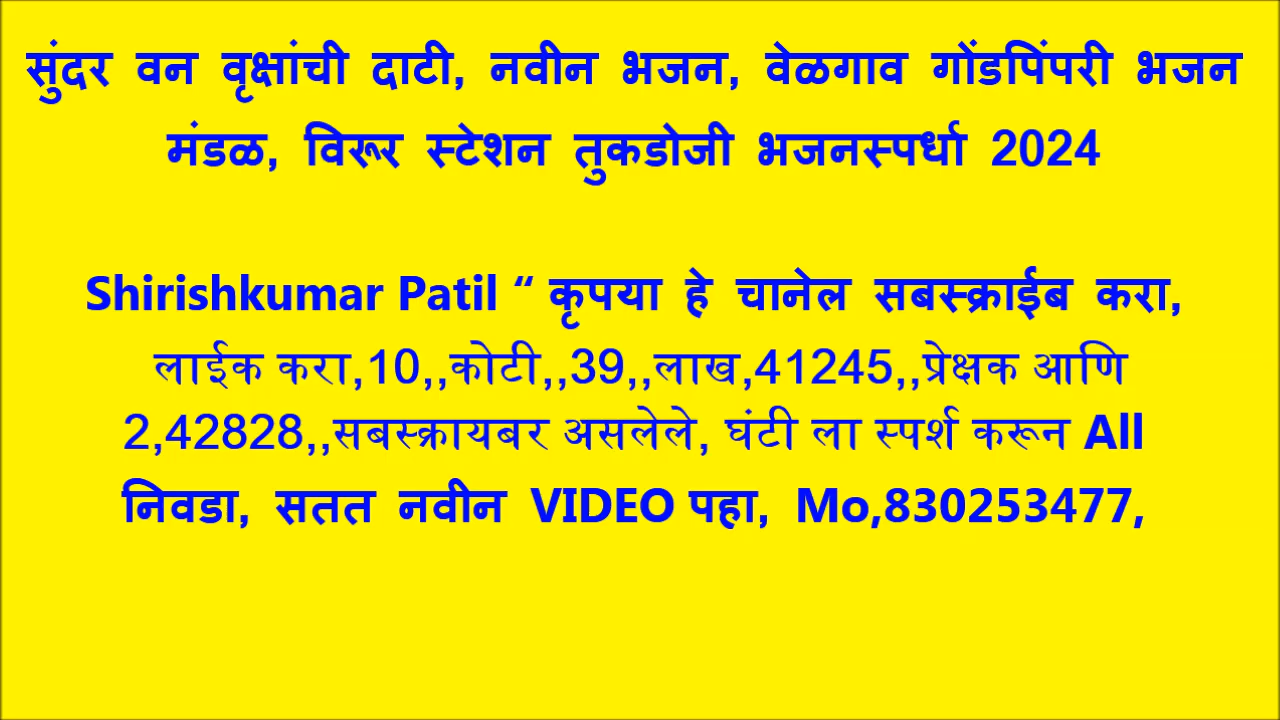 सुंदर वन वृक्षांची दाटी, नवीन भजन, वेळगाव गोंडपिंपरी भजन
मंडळ, विरूर स्टेशन तुकडोजी भजनस्पर्धा 2024
Shirishkumar Patil “ कृपया हे चानेल सबस्क्राईब करा,
लाईक करा,10,,कोटी,,39,,लाख,41245,,प्रेक्षक आणि
2,42828,,सबस्क्रायबर असलेले, घंटी ला स्पर्श करून All
निवडा, सतत नवीन VIDEO पहा, Mo,830253477,